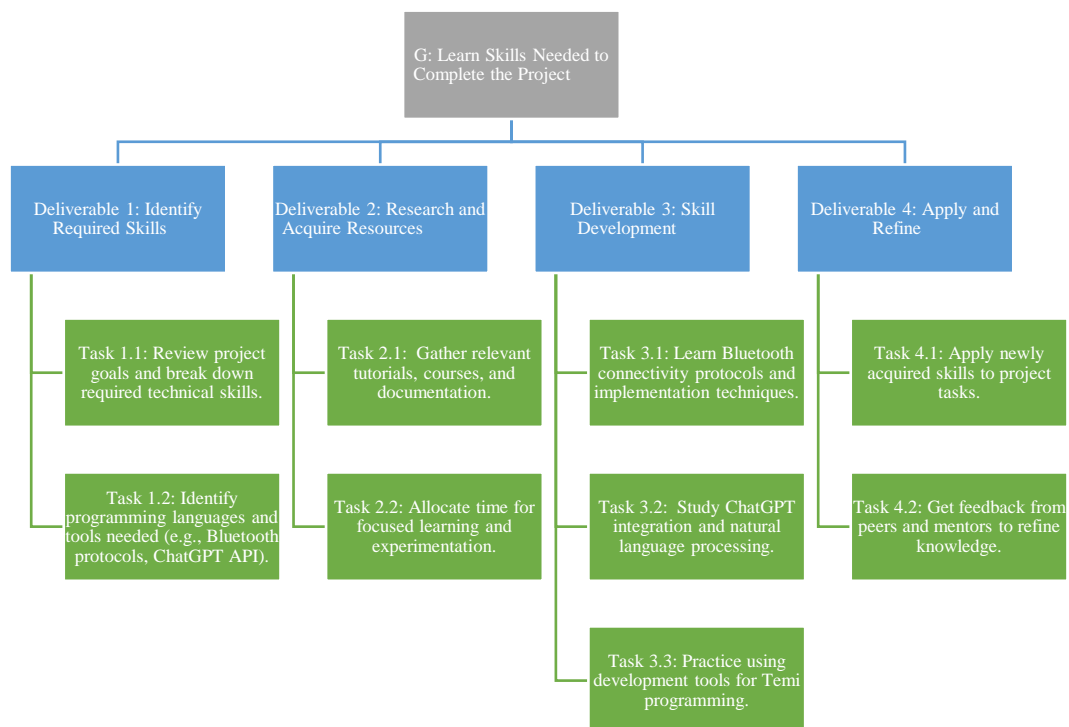 G: Learn Skills Needed to
Complete the Project
Deliverable 1: Identify
Required Skills
Task 1.1: Review project
goals and break down
required technical skills.
Task 1.2: Identify
programming languages and
tools needed (e.g., Bluetooth
protocols, ChatGPT API).
Deliverable 2: Research and
Acquire Resources
Task 2.1:  Gather relevant
tutorials, courses, and
documentation.
Task 2.2: Allocate time for
focused learning and
experimentation.
Deliverable 3: Skill
Development
Task 3.1: Learn Bluetooth
connectivity protocols and
implementation techniques.
Task 3.2: Study ChatGPT
integration and natural
language processing.
Task 3.3: Practice using
development tools for Temi
programming.
Deliverable 4: Apply and
Refine
Task 4.1: Apply newly
acquired skills to project
tasks.
Task 4.2: Get feedback from
peers and mentors to refine
knowledge.